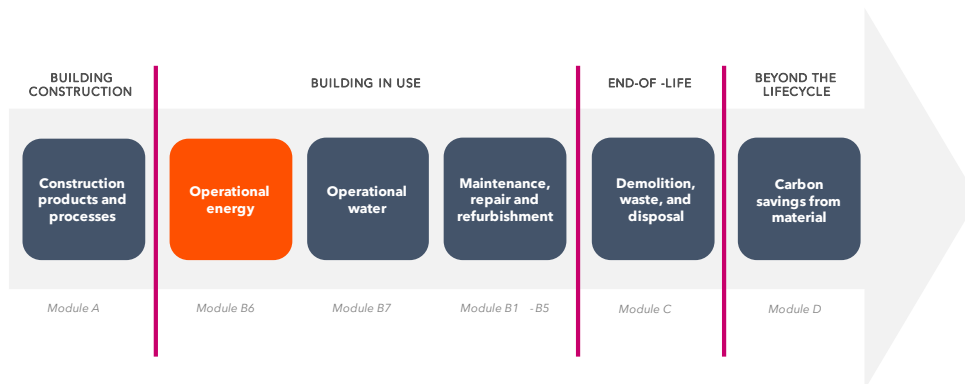 BUILDING
CONSTRUCTION
BUILDING IN USE
END-OF -LIFE
BEYOND THE
LIFECYCLE
Construction
products and
processes
Operational
energy
Operational
water
Maintenance,
repair and
refurbishment
Demolition,
waste, and
disposal
Carbon
savings from
material
Module A
Module B6
Module B7
Module B1 -B5
Module C
Module D